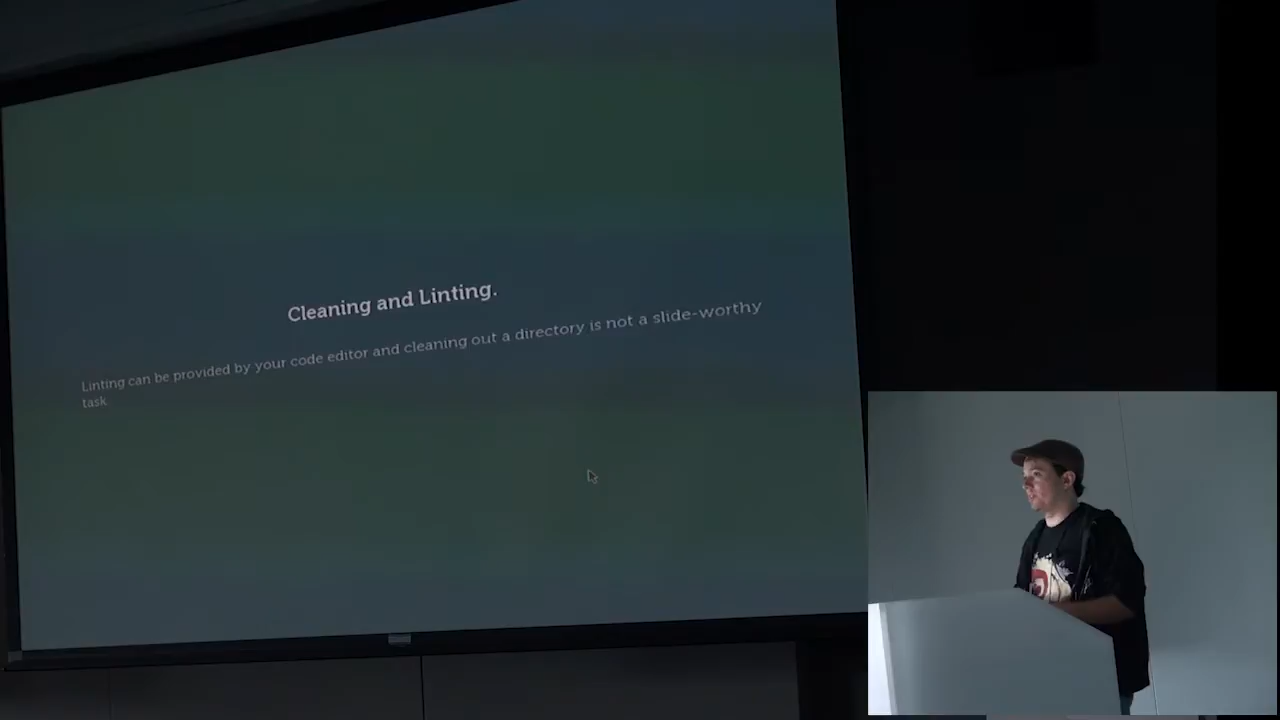 Cleaning and Linting.
Linting can be provided by your code editor and cleaning out a directory is not a slide-worthy
task.